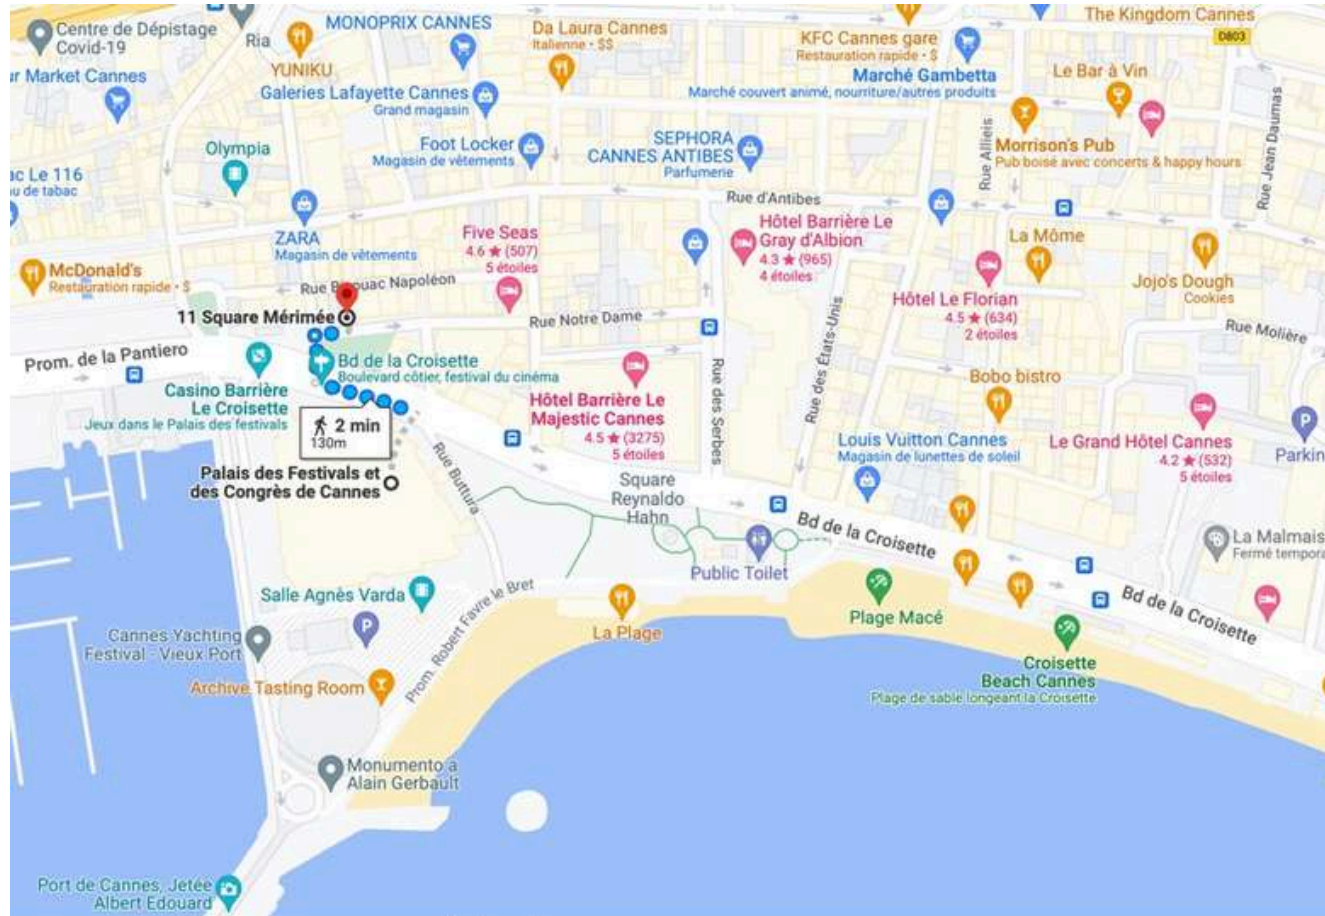 Centre de Dépistage
Covid-19
Ria
MONOPRIX CANNES
Da Laura Cannes
Italienne • $$
KFC Cannes gare
Restauration rapide • $
The Kingdom Cannes
D803
ur Market Cannes
YUNIKU
Galeries Lafayette Cannes
Grand magasin
Marché Gambetta
Marché couvert animé, nourriture/autres produits
Le Bar à Vin
Olympia
Foot Locker
Magasin de vêtements
SEPHORA
CANNES ANTIBES
Parfumerie
Rue Allieis
Morrison's Pub
Pub boisé avec concerts & happy hours
Rue Jean Daumas
ac Le 116
u de tabac
Rue d'Antibes
ZARA
Magasin de vêtements
Five Seas
4.6 ★ (507)
5 étoiles
Hôtel Barrière Le
Gray d'Albion
4.3 ★ (965)
4 étoiles
La Môme
McDonald's
Restauration rapide • $
Rue Napoléon
Hôtel Le Florian
4.5 ★ (634)
2 étoiles
Jojo's Dough
Cookies
11 Square Mérimée
Rue Notre Dame
Rue des États-Unis
Rue Molière
Prom. de la Pantiero
Bd de la Croisette
Boulevard côtier, festival du cinéma
Casino Barrière
Le Croisette
Jeux dans le Palais des festivals
Hôtel Barrière Le
Majestic Cannes
4.5 ★ (3275)
5 étoiles
Rue des Serbes
Bobo bistro
2 min
130m
Louis Vuitton Cannes
Magasin de lunettes de soleil
Le Grand Hôtel Cannes
4.2 ★ (532)
5 étoiles
P
Parkin
Palais des Festivals et
des Congrès de Cannes
Rue Buttura
Square
Reynaldo
Hahn
Bd de la Croisette
La Malmais
Fermé tempora
Public Toilet
Salle Agnès Varda
Prom. Robert Favre le Bret
La Plage
Plage Macé
Bd de la Croisette
P
Cannes Yachting
Festival - Vieux Port
Croisette
Beach Cannes
Plage de sable longeant la Croisette
Archive Tasting Room
Monumento a
Alain Gerbault
Port de Cannes, Jetée
Albert Edouard